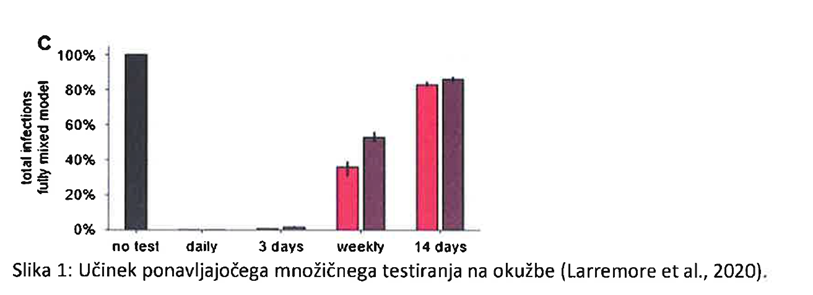 C
100%
80%
60%
40%
20%
0%
total infections
fully mixed model
no test daily 3 days weekly 14 days
Slika 1: Učinek ponavljajočega množičnega testiranja na okužbe (Larremore et al., 2020).